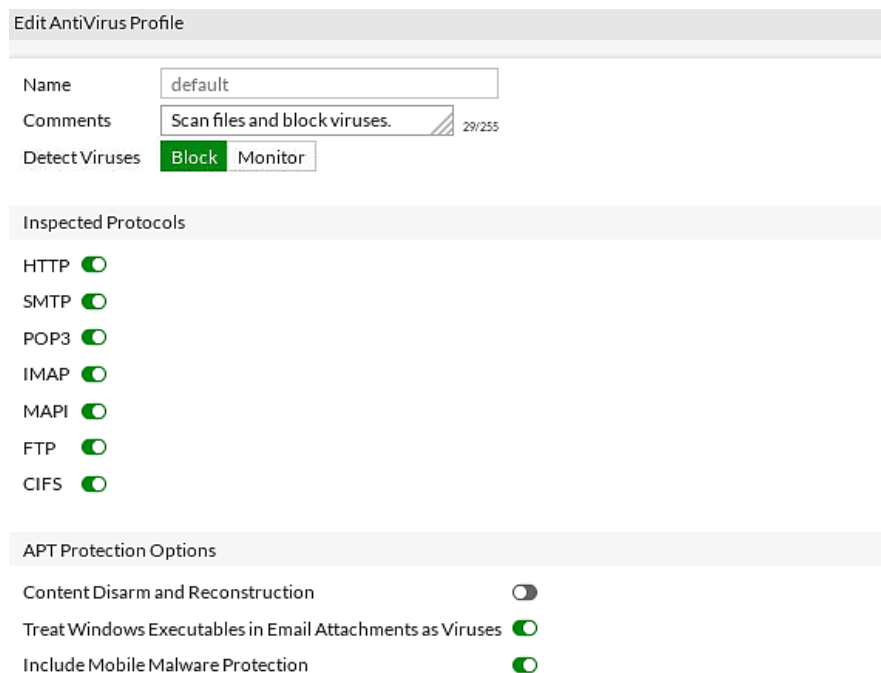 Edit AntiVirus Profile
Name default
Comments Scan files and block viruses. 29/255
Detect Viruses Block Monitor
Inspected Protocols
HTTP
SMTP
POP3
IMAP
MAPI
FTP
CIFS
APT Protection Options
Content Disarm and Reconstruction
Treat Windows Executables in Email Attachments as Viruses
Include Mobile Malware Protection